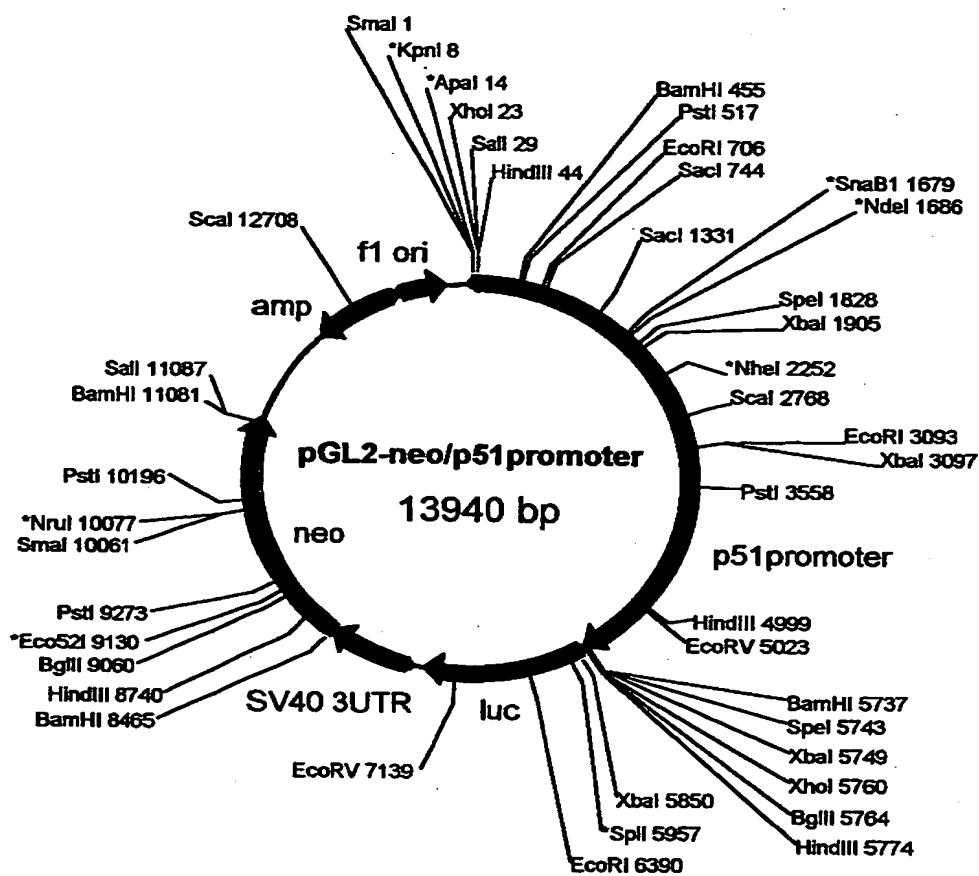 SmaI 1
*KpnI 8
*ApaI 14
XhoI 23
SalI 29
HindIII 44
BamHI 455
PstI 517
EcoRI 706
SacI 744
*SnaB1 1679
*NdeI 1686
SacI 1331
SpeI 1828
XbaI 1905
*NheI 2252
ScaI 2768
EcoRI 3093
XbaI 3097
PstI 3558
p51promoter
HindIII 4999
EcoRV 5023
BamHI 5737
SpeI 5743
XbaI 5749
XhoI 5760
BglII 5764
HindIII 5774
XbaI 5850
*SplI 5957
EcoRI 6390
luc
EcoRV 7139
SV40 3UTR
BamHI 8465
HindIII 8740
BglII 9060
*Eco52I 9130
PstI 9273
neo
SmaI 10061
*NruI 10077
PstI 10196
BamHI 11081
SalI 11087
amp
ScaI 12708
f1 ori
pGL2-neo/p51promoter
13940 bp